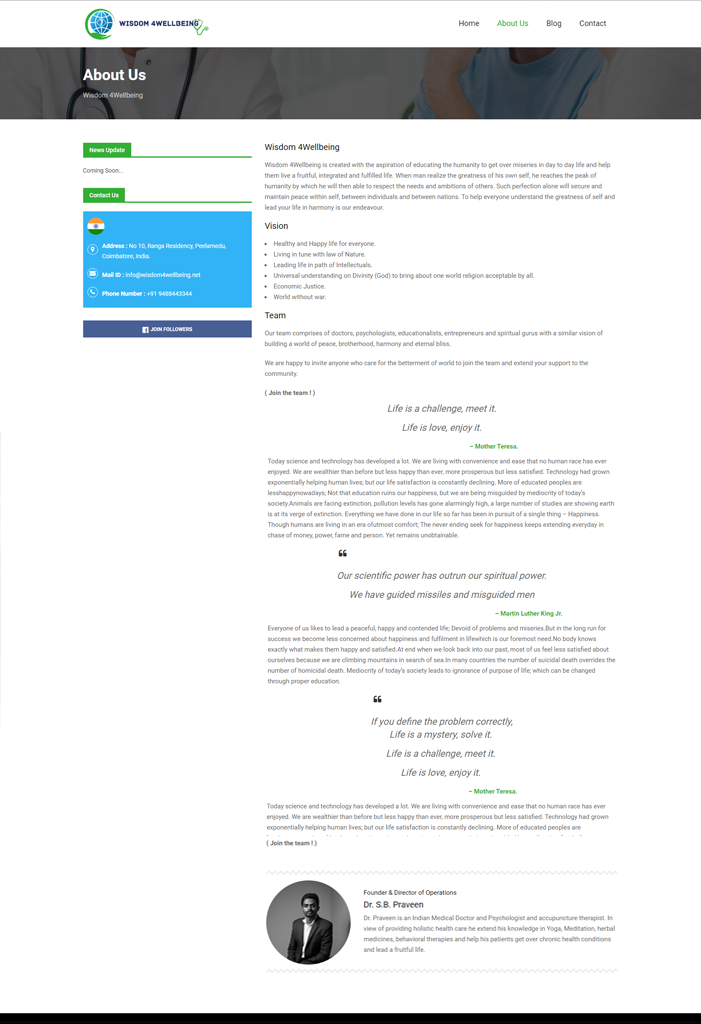 WISDOM 4WELLBEING
Home About Us Blog Contact
About Us
Wisdom 4Wellbeing
News Update
Coming Soon...
Contact Us
Address : No 10, Ranga Residency, Peelamedu,
Coimbatore, India.
Mail ID : info@wisdom4wellbeing.net
Phone Number : +91 9488443344
JOIN FOLLOWERS
Wisdom 4Wellbeing
Wisdom 4Wellbeing is created with the aspiration of educating the humanity to get over miseries in day to day life and help
them live a fruitful, integrated and fulfilled life. When man realize the greatness of his own self, he reaches the peak of
humanity by which he will then able to respect the needs and ambitions of others. Such perfection alone will secure and
maintain peace within self, between individuals and between nations. To help everyone understand the greatness of self and
lead your life in harmony is our endeavour.
Vision
• Healthy and Happy life for everyone.
• Living in tune with law of Nature.
• Leading life in path of Intellectuals.
• Universal understanding on Divinity (God) to bring about one world religion acceptable by all.
• Economic Justice.
• World without war.
Team
Our team comprises of doctors, psychologists, educationalists, entrepreneurs and spiritual gurus with a similar vision of
building a world of peace, brotherhood, harmony and eternal bliss.
We are happy to invite anyone who care for the betterment of world to join the team and extend your support to the
community.
( Join the team ! )
Life is a challenge, meet it.
Life is love, enjoy it.
– Mother Teresa.
Today science and technology has developed a lot. We are living with convenience and ease that no human race has ever
enjoyed. We are wealthier than before but less happy than ever, more prosperous but less satisfied. Technology had grown
exponentially helping human lives; but our life satisfaction is constantly declining. More of educated peoples are
lesshappynowadays; Not that education ruins our happiness, but we are being misguided by mediocrity of today's
society.Animals are facing extinction, pollution levels has gone alarmingly high, a large number of studies are showing earth
is at its verge of extinction. Everything we have done in our life so far has been in pursuit of a single thing – Happiness.
Though humans are living in an era ofutmost comfort; The never ending seek for happiness keeps extending everyday in
chase of money, power, fame and person. Yet remains unobtainable.
“
Our scientific power has outrun our spiritual power.
We have guided missiles and misguided men
– Martin Luther King Jr.
Everyone of us likes to lead a peaceful, happy and contended life; Devoid of problems and miseries.But in the long run for
success we become less concerned about happiness and fulfilment in lifewhich is our foremost need.No body knows
exactly what makes them happy and satisfied.At end when we look back into our past, most of us feel less satisfied about
ourselves because we are climbing mountains in search of sea.In many countries the number of suicidal death overrides the
number of homicidal death. Mediocrity of today's society leads to ignorance of purpose of life; which can be changed
through proper education.
“
If you define the problem correctly,
Life is a mystery, solve it.
Life is a challenge, meet it.
Life is love, enjoy it.
– Mother Teresa.
Today science and technology has developed a lot. We are living with convenience and ease that no human race has ever
enjoyed. We are wealthier than before but less happy than ever, more prosperous but less satisfied. Technology had grown
exponentially helping human lives; but our life satisfaction is constantly declining. More of educated peoples are
( Join the team ! )
Founder & Director of Operations
Dr. S.B. Praveen
Dr. Praveen is an Indian Medical Doctor and Psychologist and accupuncture therapist. In
view of providing holistic health care he extend his knowledge in Yoga, Meditation, herbal
medicines, behavioral therapies and help his patients get over chronic health conditions
and lead a fruitful life.